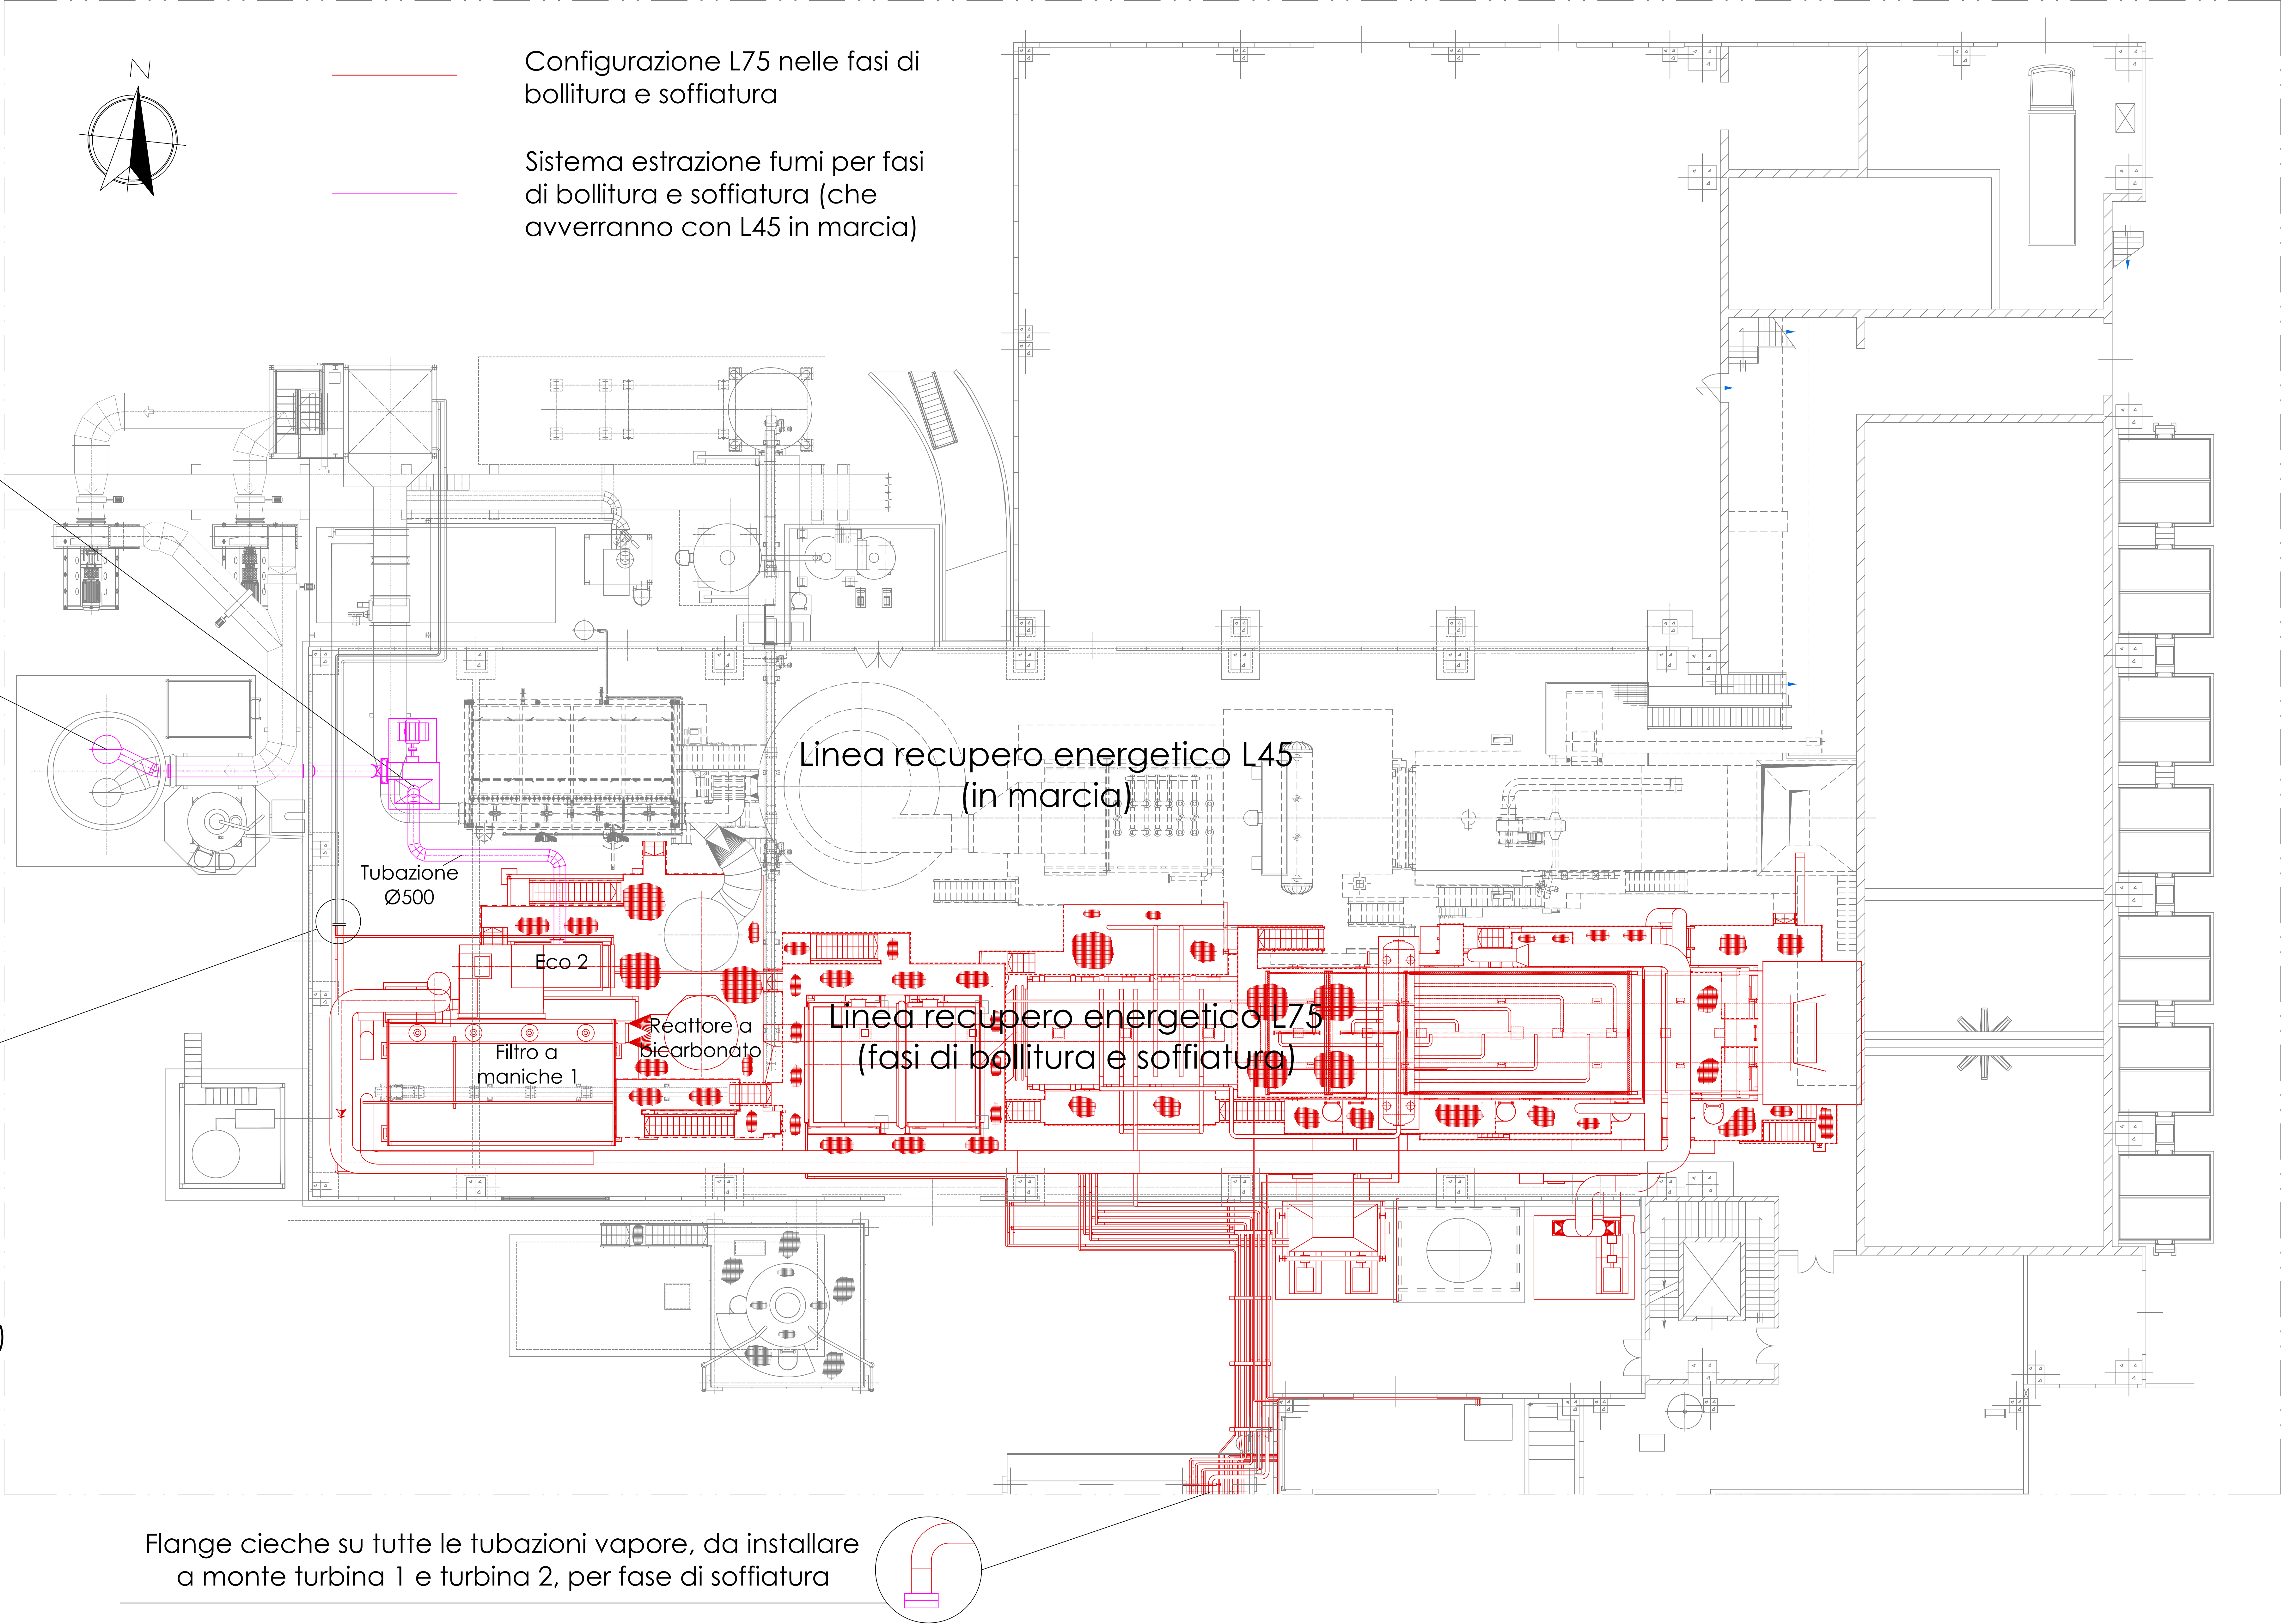 N
Configurazione L75 nelle fasi di
bollitura e soffiatura
Sistema estrazione fumi per fasi
di bollitura e soffiatura (che
avverranno con L45 in marcia)
Linea recupero energetico L45
(in marcia)
Tubazione
Ø500
Eco 2
Reattore a
bicarbonato
Filtro a
maniche 1
Linea recupero energetico L75
(fasi di bollitura e soffiatura)
)
Flange cieche su tutte le tubazioni vapore, da installare
a monte turbina 1 e turbina 2, per fase di soffiatura